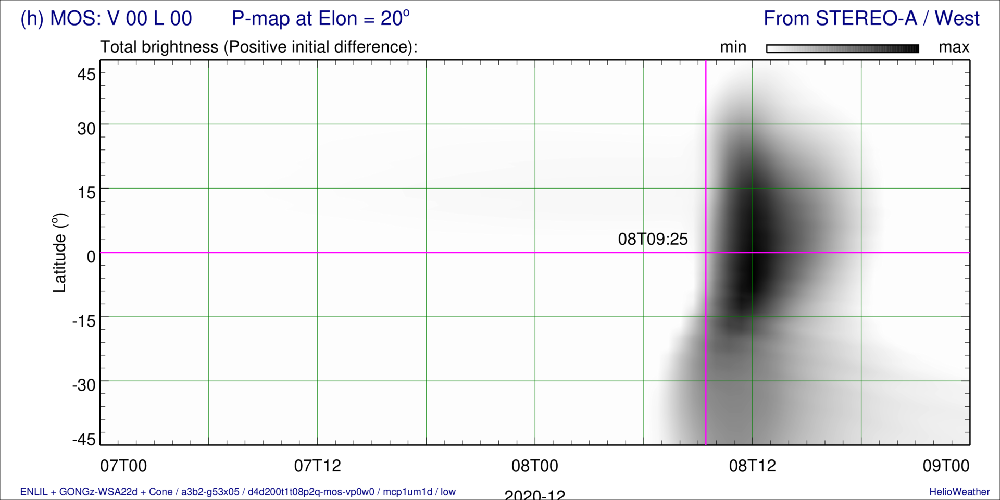 (h) MOS: V 00 L 00 P-map at Elon = 20º From STEREO-A / West
Total brightness (Positive initial difference): min max
45
30
15
0
-15
-30
-45
Latitude (º)
08T09:25
07T00 07T12 08T00 08T12 09T00
2020-12
ENLIL + GONGz-WSA22d + Cone / a3b2-g53x05 / d4d200t1t08p2q-mos-vp0w0 / mcp1um1d / low HelioWeather